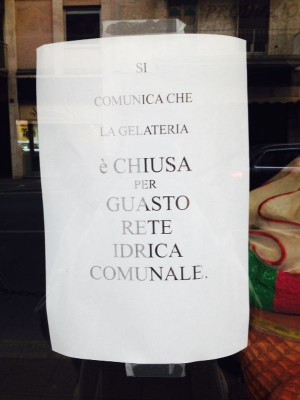 SI
COMUNICA CHE
LA GELATERIA
è CHIUSA
PER
GUASTO
RETE
IDRICA
COMUNALE.